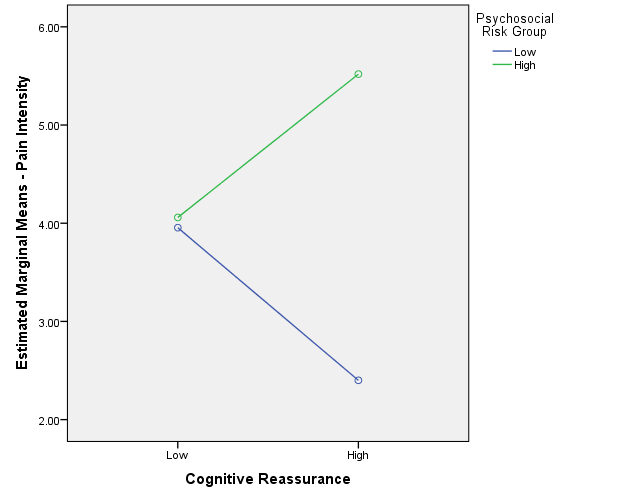 Psychosocial
Risk Group
Low
High
6.00
5.00
4.00
3.00
2.00
Estimated Marginal Means - Pain Intensity
Low
High
Cognitive Reassurance